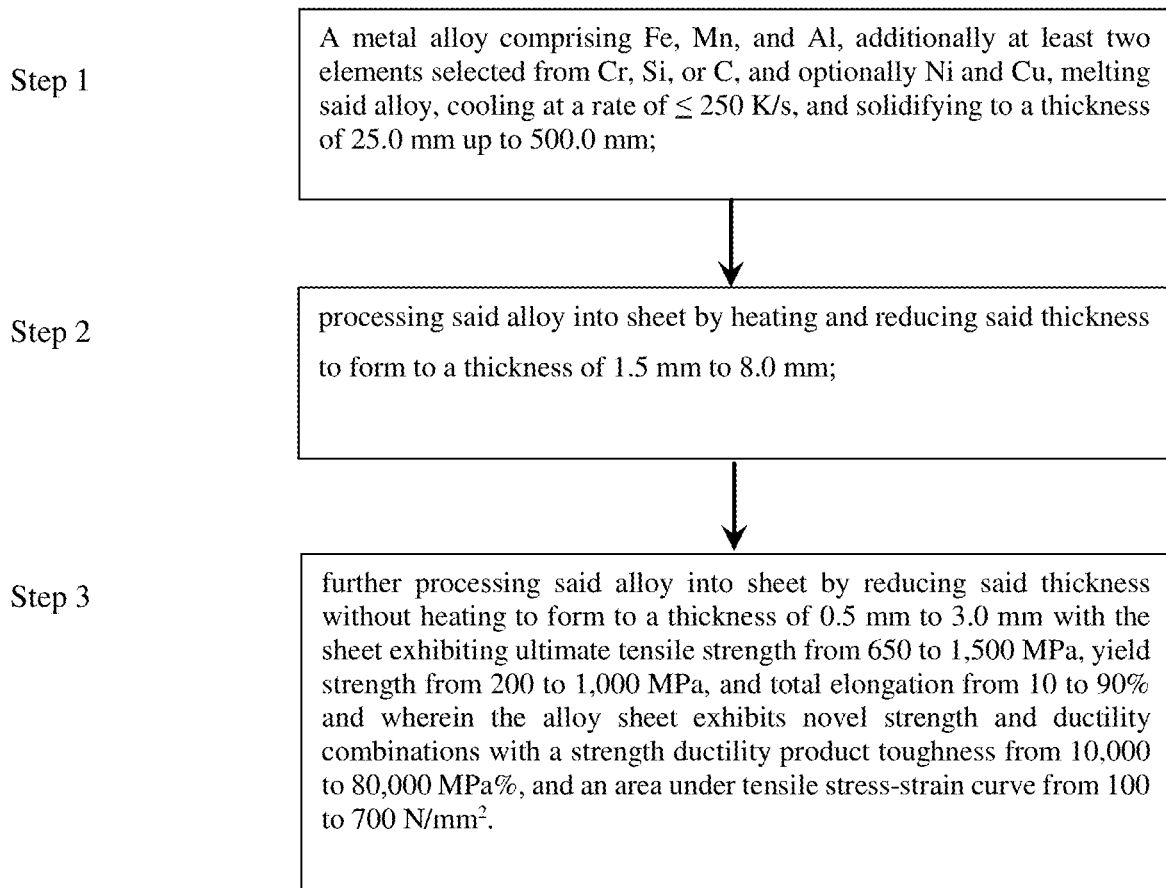 Step 1
A metal alloy comprising Fe, Mn, and Al, additionally at least two
elements selected from Cr, Si, or C, and optionally Ni and Cu, melting
said alloy, cooling at a rate of ≤ 250 K/s, and solidifying to a thickness
of 25.0 mm up to 500.0 mm;
Step 2
processing said alloy into sheet by heating and reducing said thickness
to form to a thickness of 1.5 mm to 8.0 mm;
Step 3
further processing said alloy into sheet by reducing said thickness
without heating to form to a thickness of 0.5 mm to 3.0 mm with the
sheet exhibiting ultimate tensile strength from 650 to 1,500 MPa, yield
strength from 200 to 1,000 MPa, and total elongation from 10 to 90%
and wherein the alloy sheet exhibits novel strength and ductility
combinations with a strength ductility product toughness from 10,000
to 80,000 MPa%, and an area under tensile stress-strain curve from 100
to 700 N/mm².